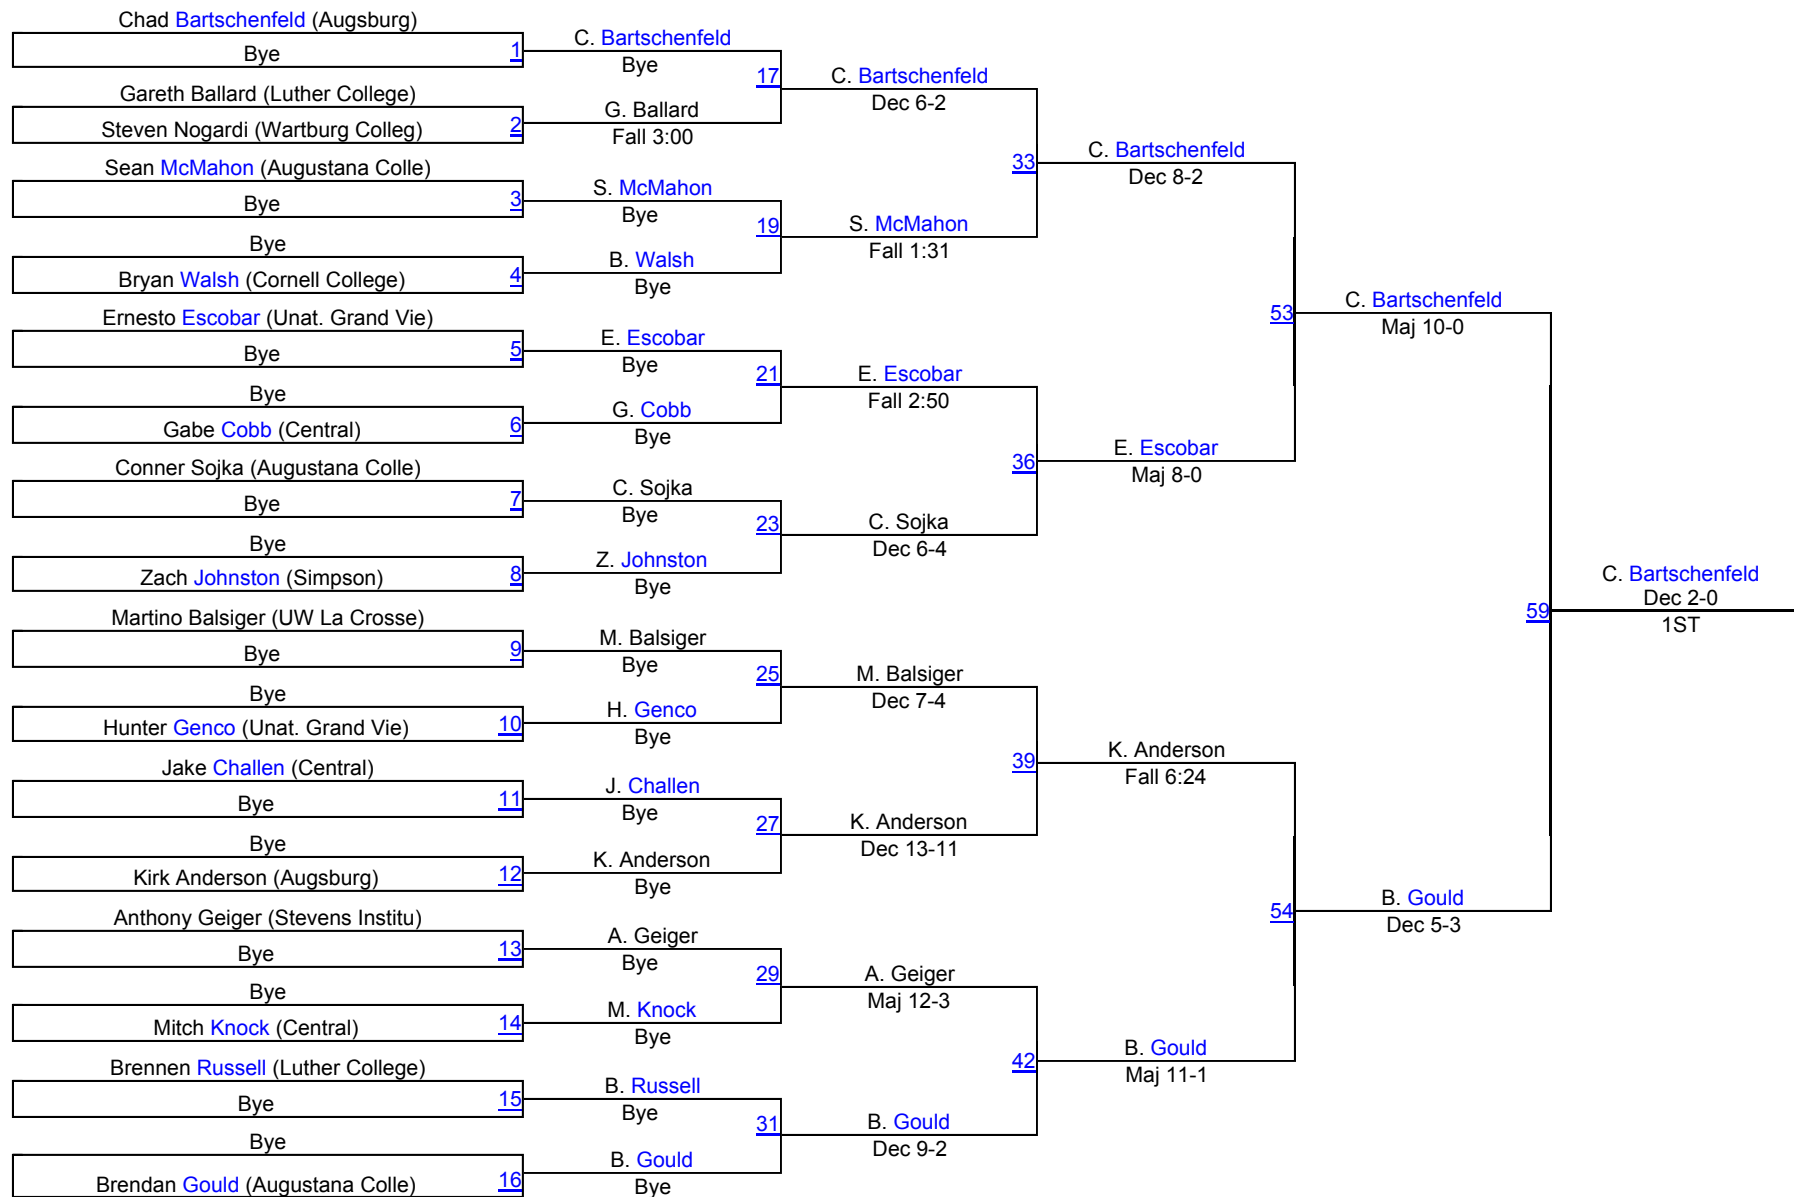 Chad Bartschenfeld (Augsburg)
Bye
1
Gareth Ballard (Luther College)
Steven Nogardi (Wartburg Colleg)
2
Sean McMahon (Augustana Colle)
Bye
3
Bye
Bryan Walsh (Cornell College)
4
Ernesto Escobar (Unat. Grand Vie)
Bye
5
Bye
Gabe Cobb (Central)
6
Conner Sojka (Augustana Colle)
Bye
7
Bye
Zach Johnston (Simpson)
8
Martino Balsiger (UW La Crosse)
Bye
9
Bye
Hunter Genco (Unat. Grand Vie)
10
Jake Challen (Central)
Bye
11
Bye
Kirk Anderson (Augsburg)
12
Anthony Geiger (Stevens Institu)
Bye
13
Bye
Mitch Knock (Central)
14
Brennen Russell (Luther College)
Bye
15
Bye
Brendan Gould (Augustana Colle)
16
C. Bartschenfeld
Bye
17
G. Ballard
Fall 3:00
S. McMahon
Bye
19
B. Walsh
Bye
E. Escobar
Bye
21
G. Cobb
Bye
C. Sojka
Bye
23
Z. Johnston
Bye
M. Balsiger
Bye
25
H. Genco
Bye
J. Challen
Bye
27
K. Anderson
Bye
A. Geiger
Bye
29
M. Knock
Bye
B. Russell
Bye
31
B. Gould
Bye
C. Bartschenfeld
Dec 6-2
33
S. McMahon
Fall 1:31
E. Escobar
Fall 2:50
36
C. Sojka
Dec 6-4
M. Balsiger
Dec 7-4
39
K. Anderson
Dec 13-11
A. Geiger
Maj 12-3
42
B. Gould
Dec 9-2
C. Bartschenfeld
Dec 8-2
53
E. Escobar
Maj 8-0
K. Anderson
Fall 6:24
54
B. Gould
Maj 11-1
C. Bartschenfeld
Maj 10-0
59
B. Gould
Dec 5-3
C. Bartschenfeld
Dec 2-0
1ST